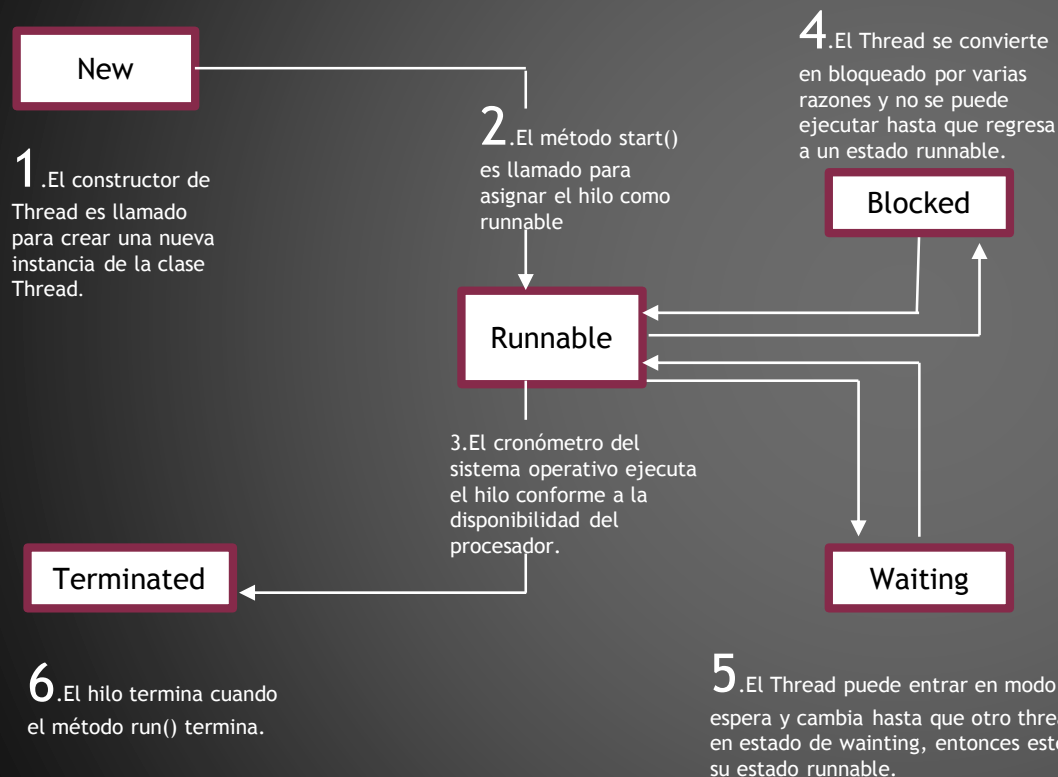 New
1.El constructor de
Thread es llamado
para crear una nueva
instancia de la clase
Thread.
2.El método start()
es llamado para
asignar el hilo como
runnable
Runnable
3.El cronómetro del
sistema operativo ejecuta
el hilo conforme a la
disponibilidad del
procesador.
4.El Thread se convierte
en bloqueado por varias
razones y no se puede
ejecutar hasta que regresa
a un estado runnable.
Blocked
Waiting
5.El Thread puede entrar en modo
espera y cambia hasta que otro
en estado de wainting, entonces
su estado runnable.
Terminated
6.El hilo termina cuando
el método run() termina.